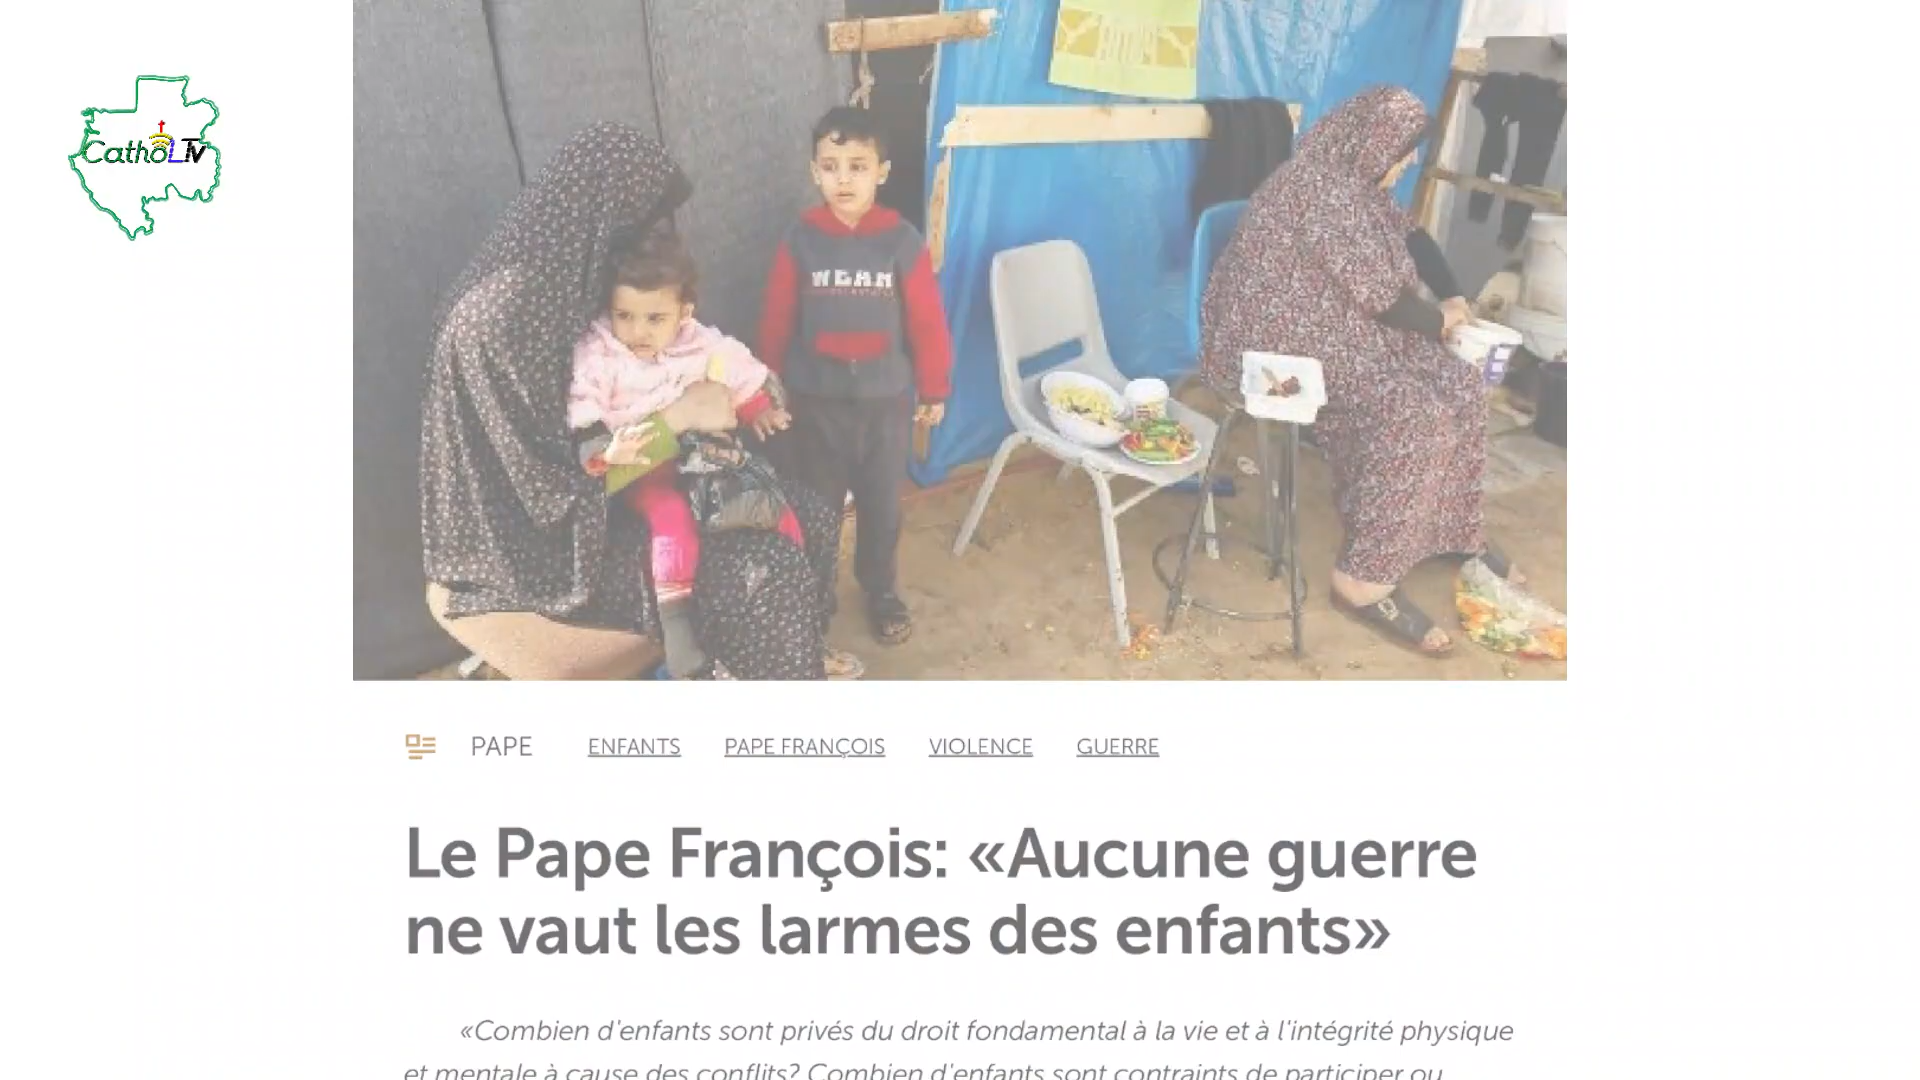 CathoLTv
WEAM
PAPE ENFANTS PAPE FRANÇOIS VIOLENCE GUERRE
Le Pape François: «Aucune guerre
ne vaut les larmes des enfants»
«Combien d'enfants sont privés du droit fondamental à la vie et à l'intégrité physique
et mentale à cause des conflits? Combien d'enfants sont contraints de participer ou